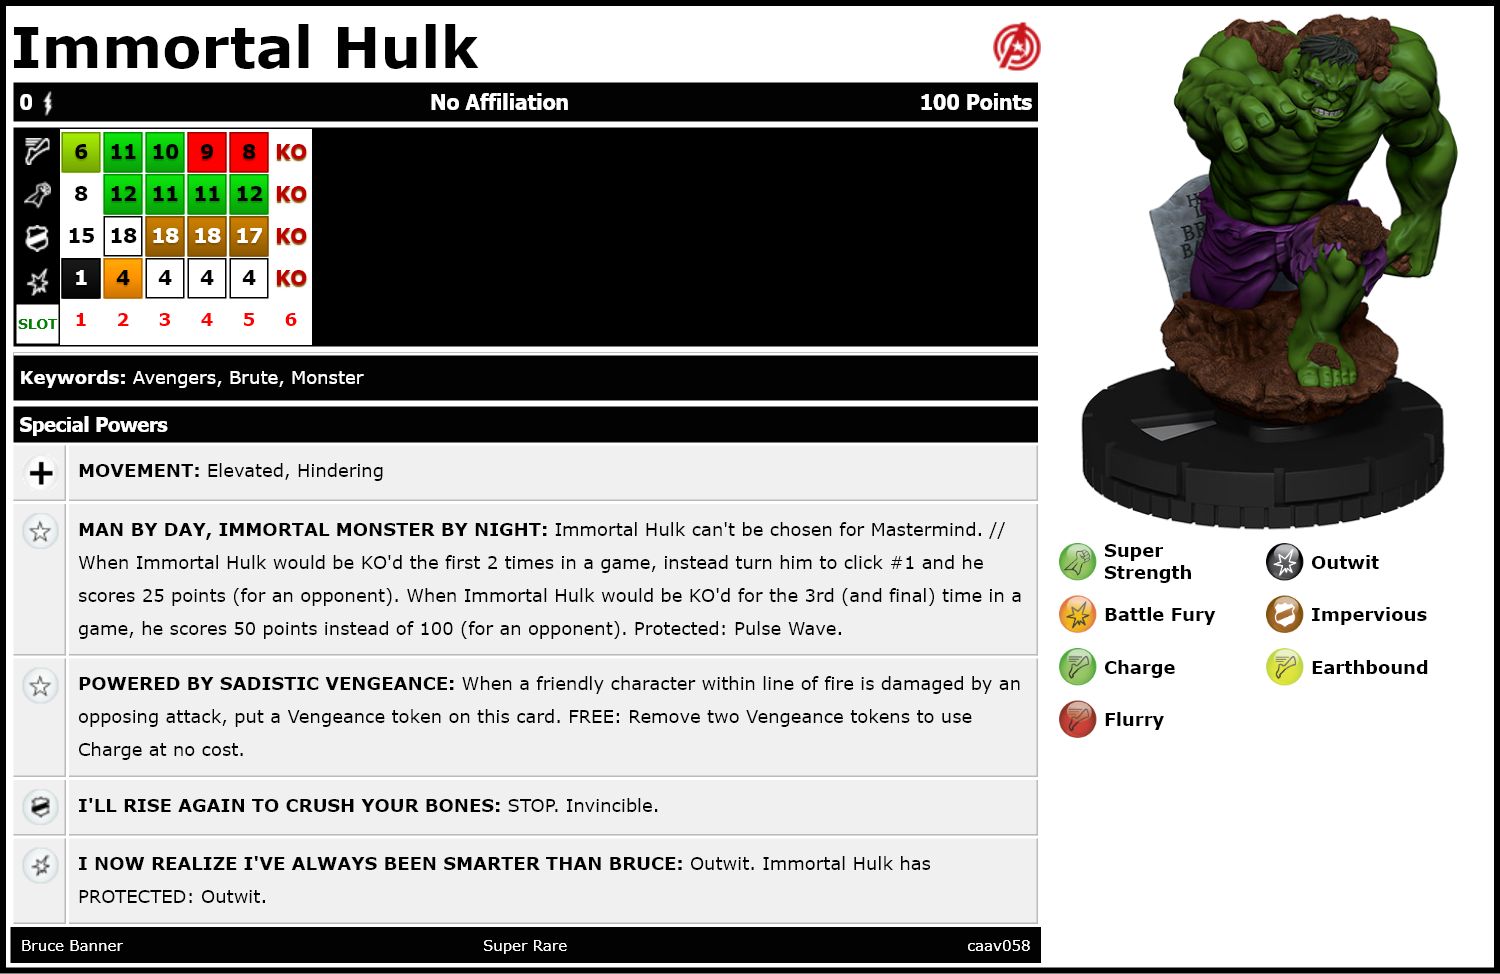 Immortal Hulk
0 No Affiliation 100 Points
6 11 10 9 8 KO
8 12 11 11 12 KO
15 18 18 18 17 KO
1 4 4 4 4 KO
SLOT 1 2 3 4 5 6
Keywords: Avengers, Brute, Monster
Special Powers
MOVEMENT: Elevated, Hindering
MAN BY DAY, IMMORTAL MONSTER BY NIGHT: Immortal Hulk can't be chosen for Mastermind. //
When Immortal Hulk would be KO'd the first 2 times in a game, instead turn him to click #1 and he
scores 25 points (for an opponent). When Immortal Hulk would be KO'd for the 3rd (and final) time in a
game, he scores 50 points instead of 100 (for an opponent). Protected: Pulse Wave.
POWERED BY SADISTIC VENGEANCE: When a friendly character within line of fire is damaged by an
opposing attack, put a Vengeance token on this card. FREE: Remove two Vengeance tokens to use
Charge at no cost.
I'LL RISE AGAIN TO CRUSH YOUR BONES: STOP. Invincible.
I NOW REALIZE I'VE ALWAYS BEEN SMARTER THAN BRUCE: Outwit. Immortal Hulk has
PROTECTED: Outwit.
Bruce Banner Super Rare caav058
Super
Strength
Outwit
Battle Fury
Impervious
Charge
Earthbound
Flurry